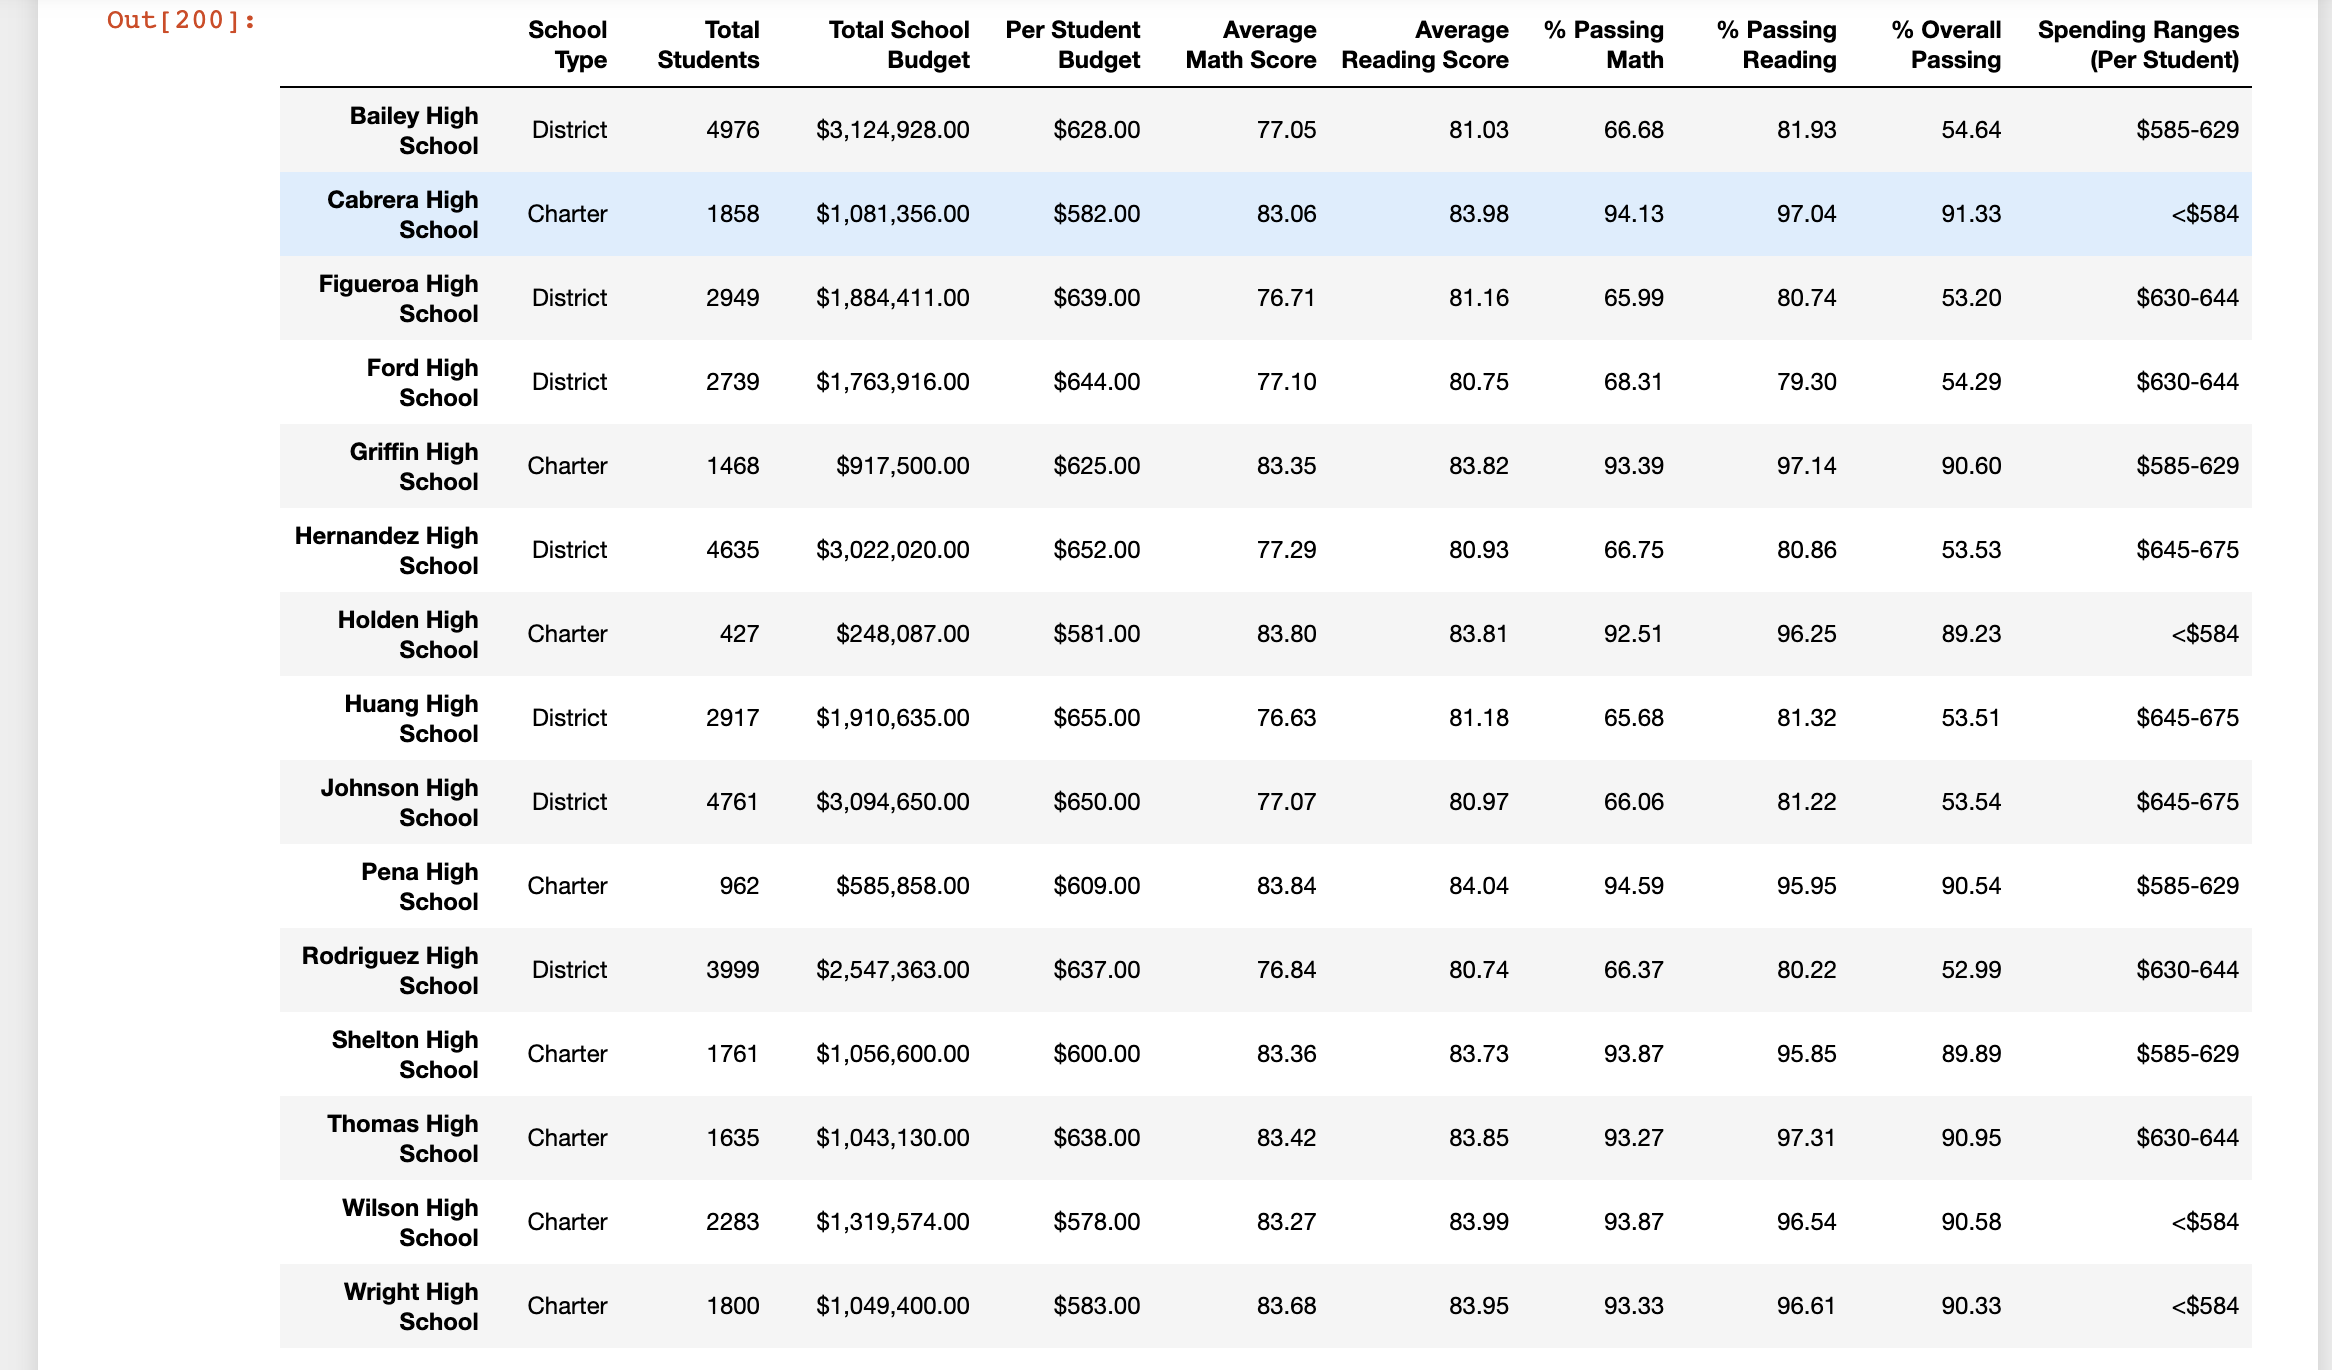 Out[200]:
School Type Total Students Total School Budget Per Student Budget Average Math Score Average Reading Score % Passing Math % Passing Reading % Overall Passing Spending Ranges (Per Student)
Bailey High School District 4976 $3,124,928.00 $628.00 77.05 81.03 66.68 81.93 54.64 $585-629
Cabrera High School Charter 1858 $1,081,356.00 $582.00 83.06 83.98 94.13 97.04 91.33 <$584
Figueroa High School District 2949 $1,884,411.00 $639.00 76.71 81.16 65.99 80.74 53.20 $630-644
Ford High School District 2739 $1,763,916.00 $644.00 77.10 80.75 68.31 79.30 54.29 $630-644
Griffin High School Charter 1468 $917,500.00 $625.00 83.35 83.82 93.39 97.14 90.60 $585-629
Hernandez High School District 4635 $3,022,020.00 $652.00 77.29 80.93 66.75 80.86 53.53 $645-675
Holden High School Charter 427 $248,087.00 $581.00 83.80 83.81 92.51 96.25 89.23 <$584
Huang High School District 2917 $1,910,635.00 $655.00 76.63 81.18 65.68 81.32 53.51 $645-675
Johnson High School District 4761 $3,094,650.00 $650.00 77.07 80.97 66.06 81.22 53.54 $645-675
Pena High School Charter 962 $585,858.00 $609.00 83.84 84.04 94.59 95.95 90.54 $585-629
Rodriguez High School District 3999 $2,547,363.00 $637.00 76.84 80.74 66.37 80.22 52.99 $630-644
Shelton High School Charter 1761 $1,056,600.00 $600.00 83.36 83.73 93.87 95.85 89.89 $585-629
Thomas High School Charter 1635 $1,043,130.00 $638.00 83.42 83.85 93.27 97.31 90.95 $630-644
Wilson High School Charter 2283 $1,319,574.00 $578.00 83.27 83.99 93.87 96.54 90.58 <$584
Wright High School Charter 1800 $1,049,400.00 $583.00 83.68 83.95 93.33 96.61 90.33 <$584